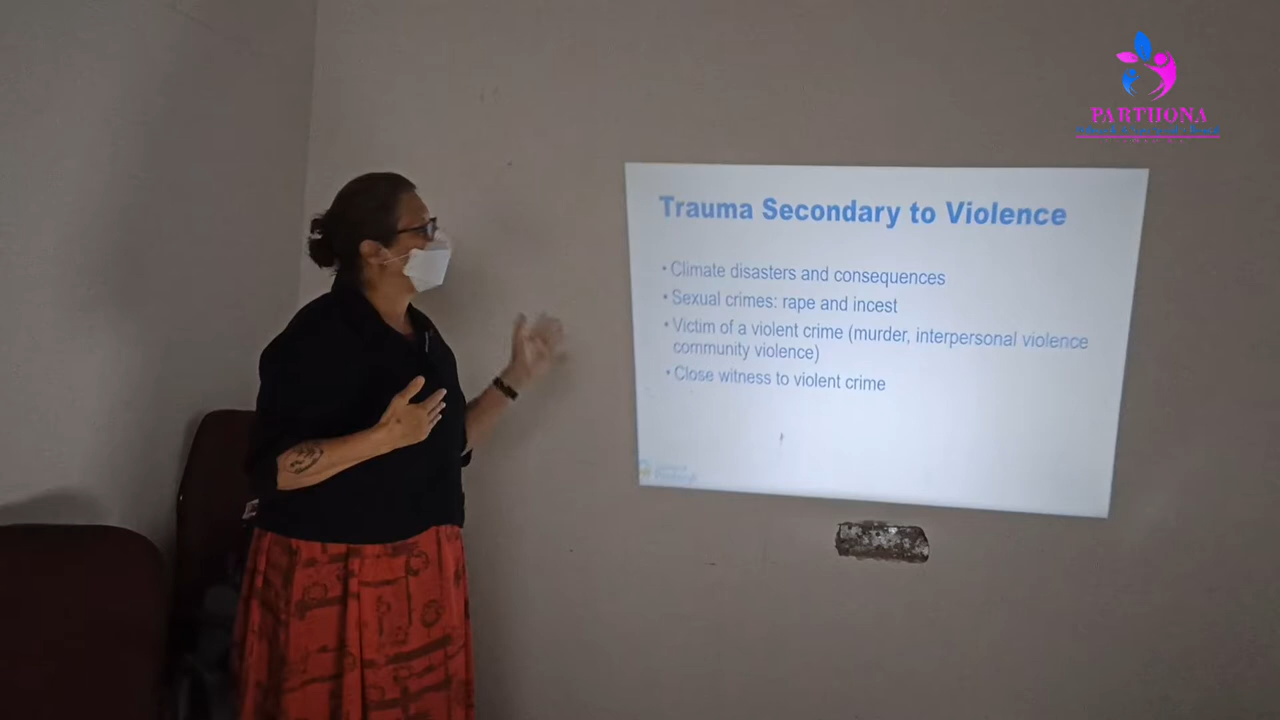 PARTHONA
Trauma Secondary to Violence
• Climate disasters and consequences
• Sexual crimes: rape and incest
• Victim of a violent crime (murder, interpersonal violence
community violence)
• Close witness to violent crime